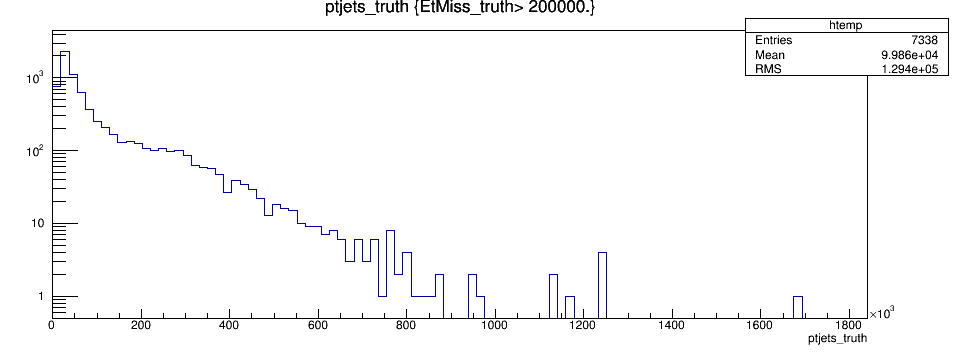 ptjets_truth {EtMiss_truth> 200000.}
htemp
Entries 7338
Mean 9.986e+04
RMS 1.294e+05
10³
10²
10
1
0 200 400 600 800 1000 1200 1400 1600 1800 ×10³
ptjets_truth